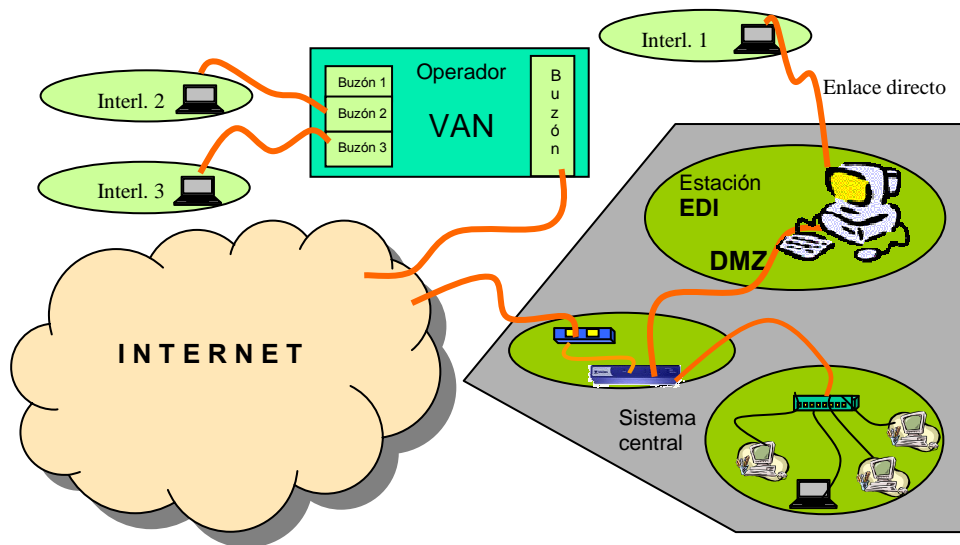 Interl. 1
Enlace directo
Operador
VAN
Buzón 1
Buzón 2
Buzón 3
Buzón
Interl. 2
Interl. 3
Estación
EDI
DMZ
INTERNET
Sistema
central